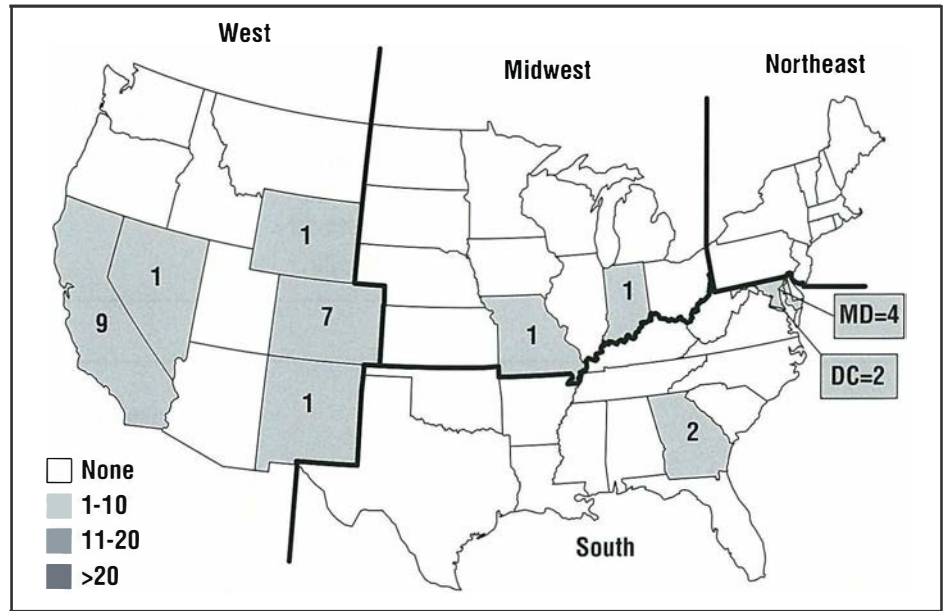 West
Midwest
Northeast
1
1
9
7
1
1
1
MD=4
DC=2
2
None
1-10
11-20
>20
South